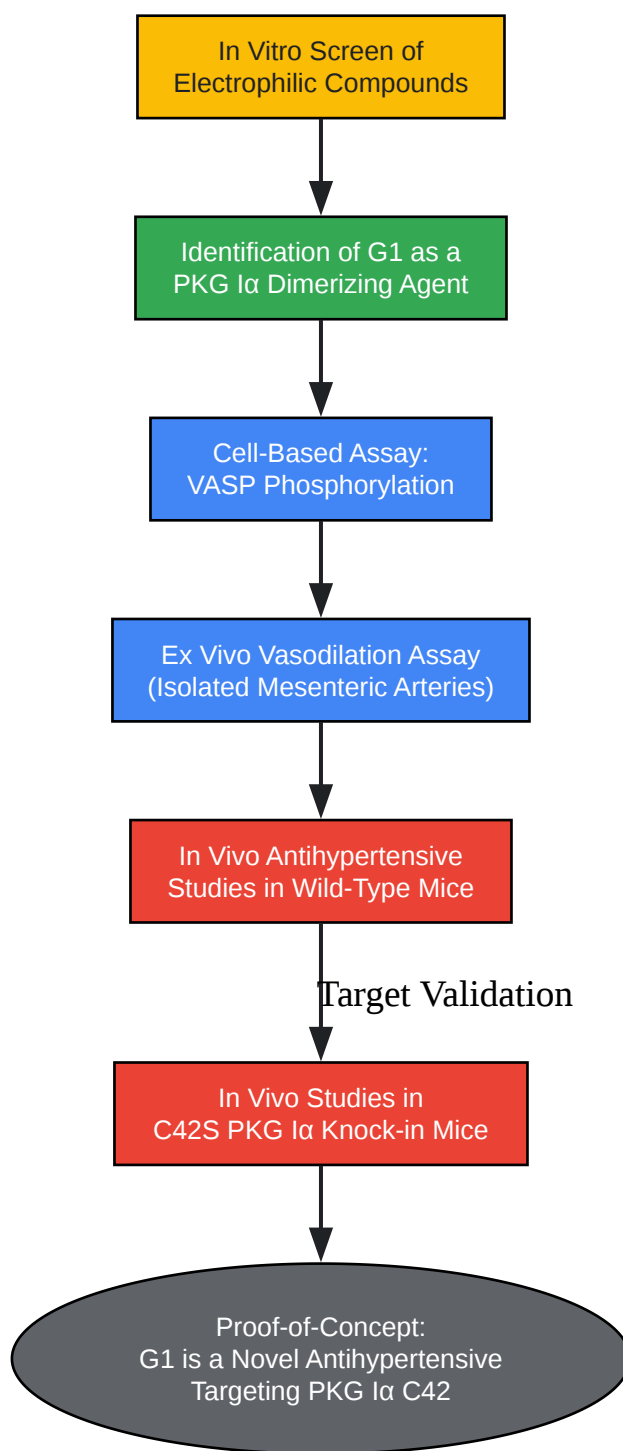 In Vitro Screen of
Electrophilic Compounds
Identification of G1 as a
PKG Iα Dimerizing Agent
Cell-Based Assay:
VASP Phosphorylation
Ex Vivo Vasodilation Assay
(Isolated Mesenteric Arteries)
In Vivo Antihypertensive
Studies in Wild-Type Mice
Target Validation
In Vivo Studies in
C42S PKG Iα Knock-in Mice
Proof-of-Concept:
G1 is a Novel Antihypertensive
Targeting PKG Iα C42